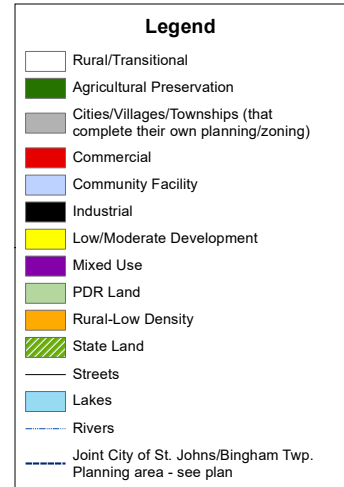 Legend
Rural/Transitional
Agricultural Preservation
Cities/Villages/Townships (that
complete their own planning/zoning)
Commercial
Community Facility
Industrial
Low/Moderate Development
Mixed Use
PDR Land
Rural-Low Density
State Land
Streets
Lakes
Rivers
Joint City of St. Johns/Bingham Twp.
Planning area - see plan